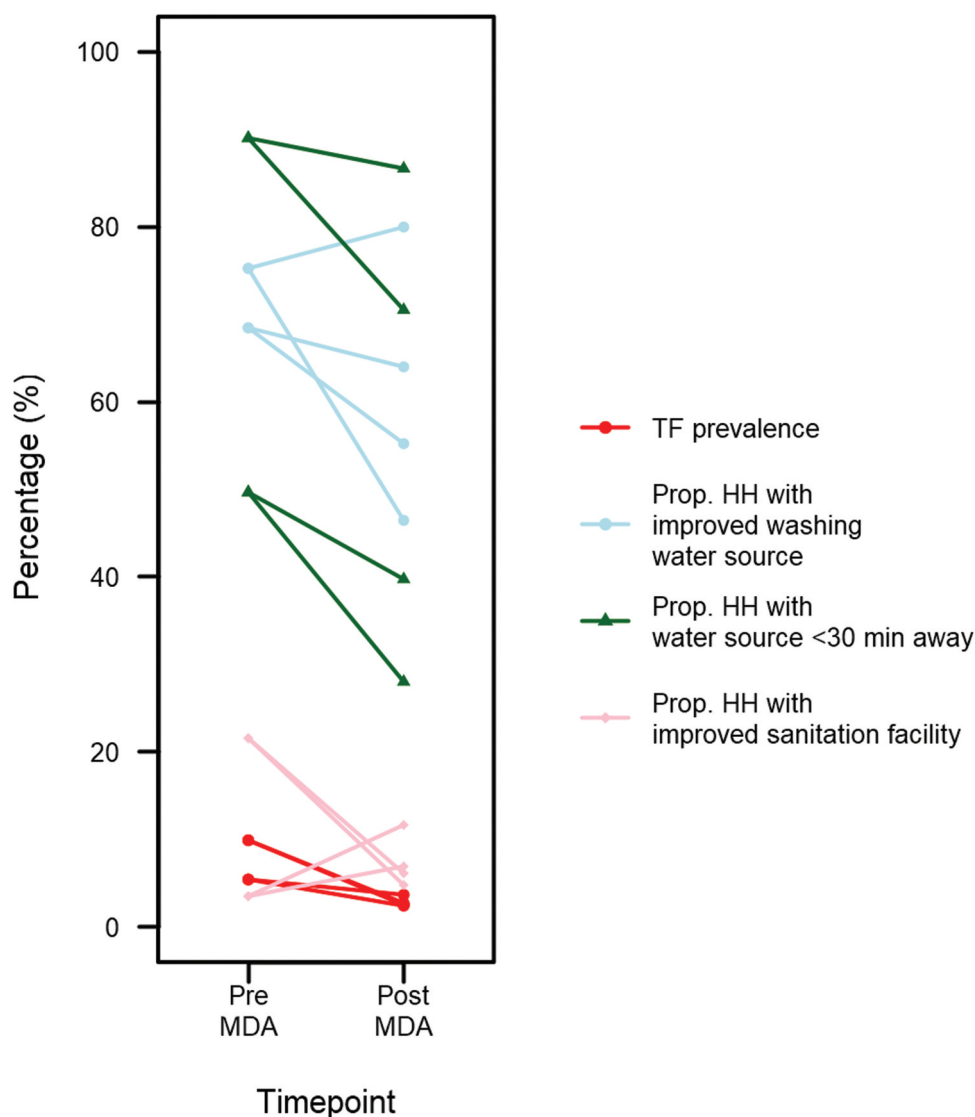 100
80
60
40
20
0
Percentage (%)
Pre
MDA
Post
MDA
Timepoint
TF prevalence
Prop. HH with
improved washing
water source
Prop. HH with
water source <30 min away
Prop. HH with
improved sanitation facility